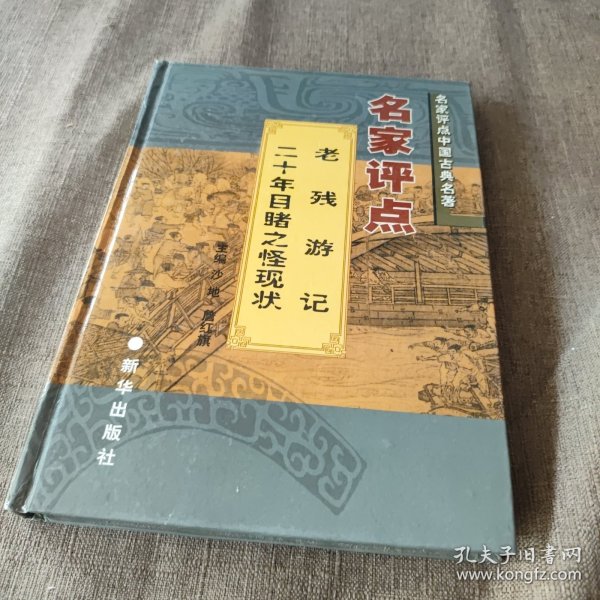 名家评点中国古典名著
名家评点
老残游记
二十年目睹之怪现状
主编 沙地 詹红旗
新华出版社
孔夫子旧书网
www.kongfz.com